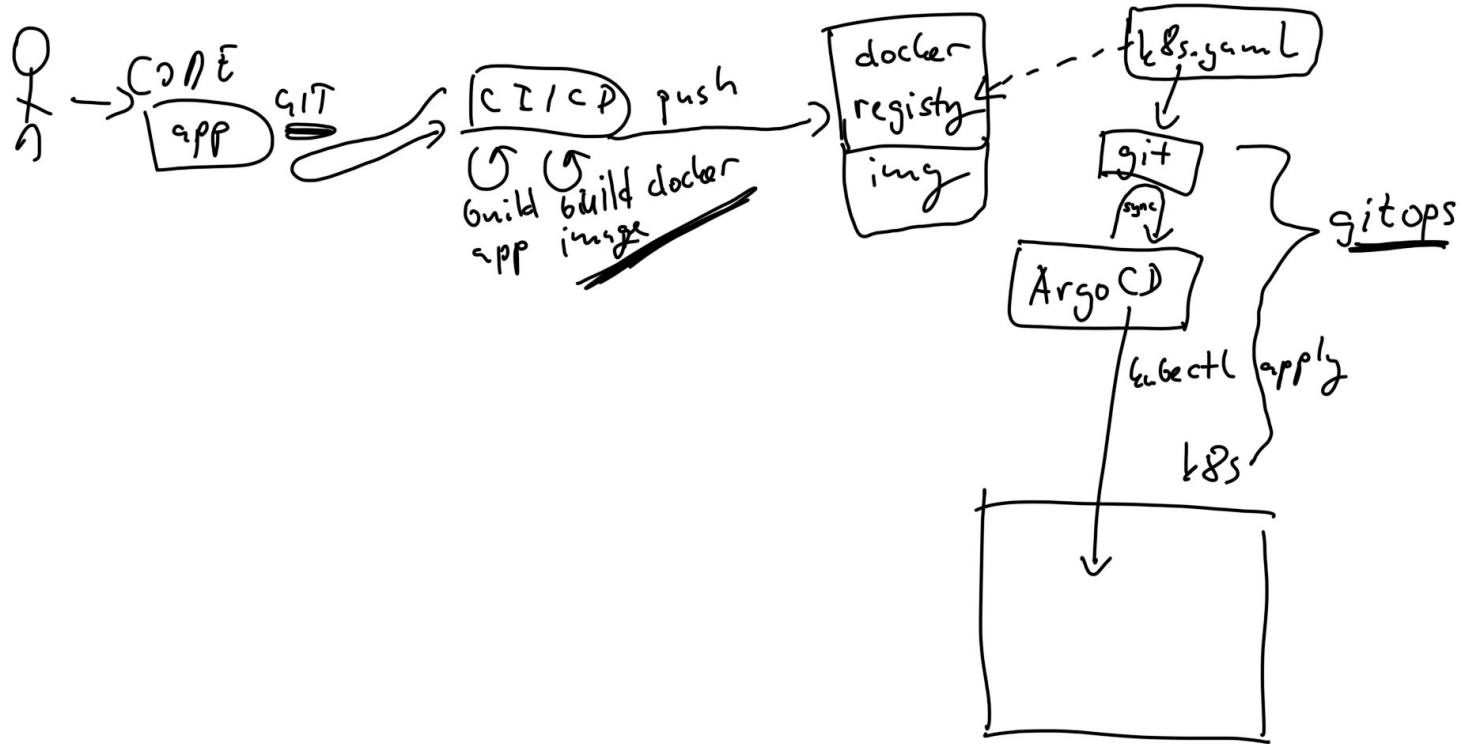 CODE
app
GIT
CI/CD
push
build
app
build docker
image
docker
registy
img
k8s.yaml
git
sync
ArgoCD
gitops
kubectl apply
k8s